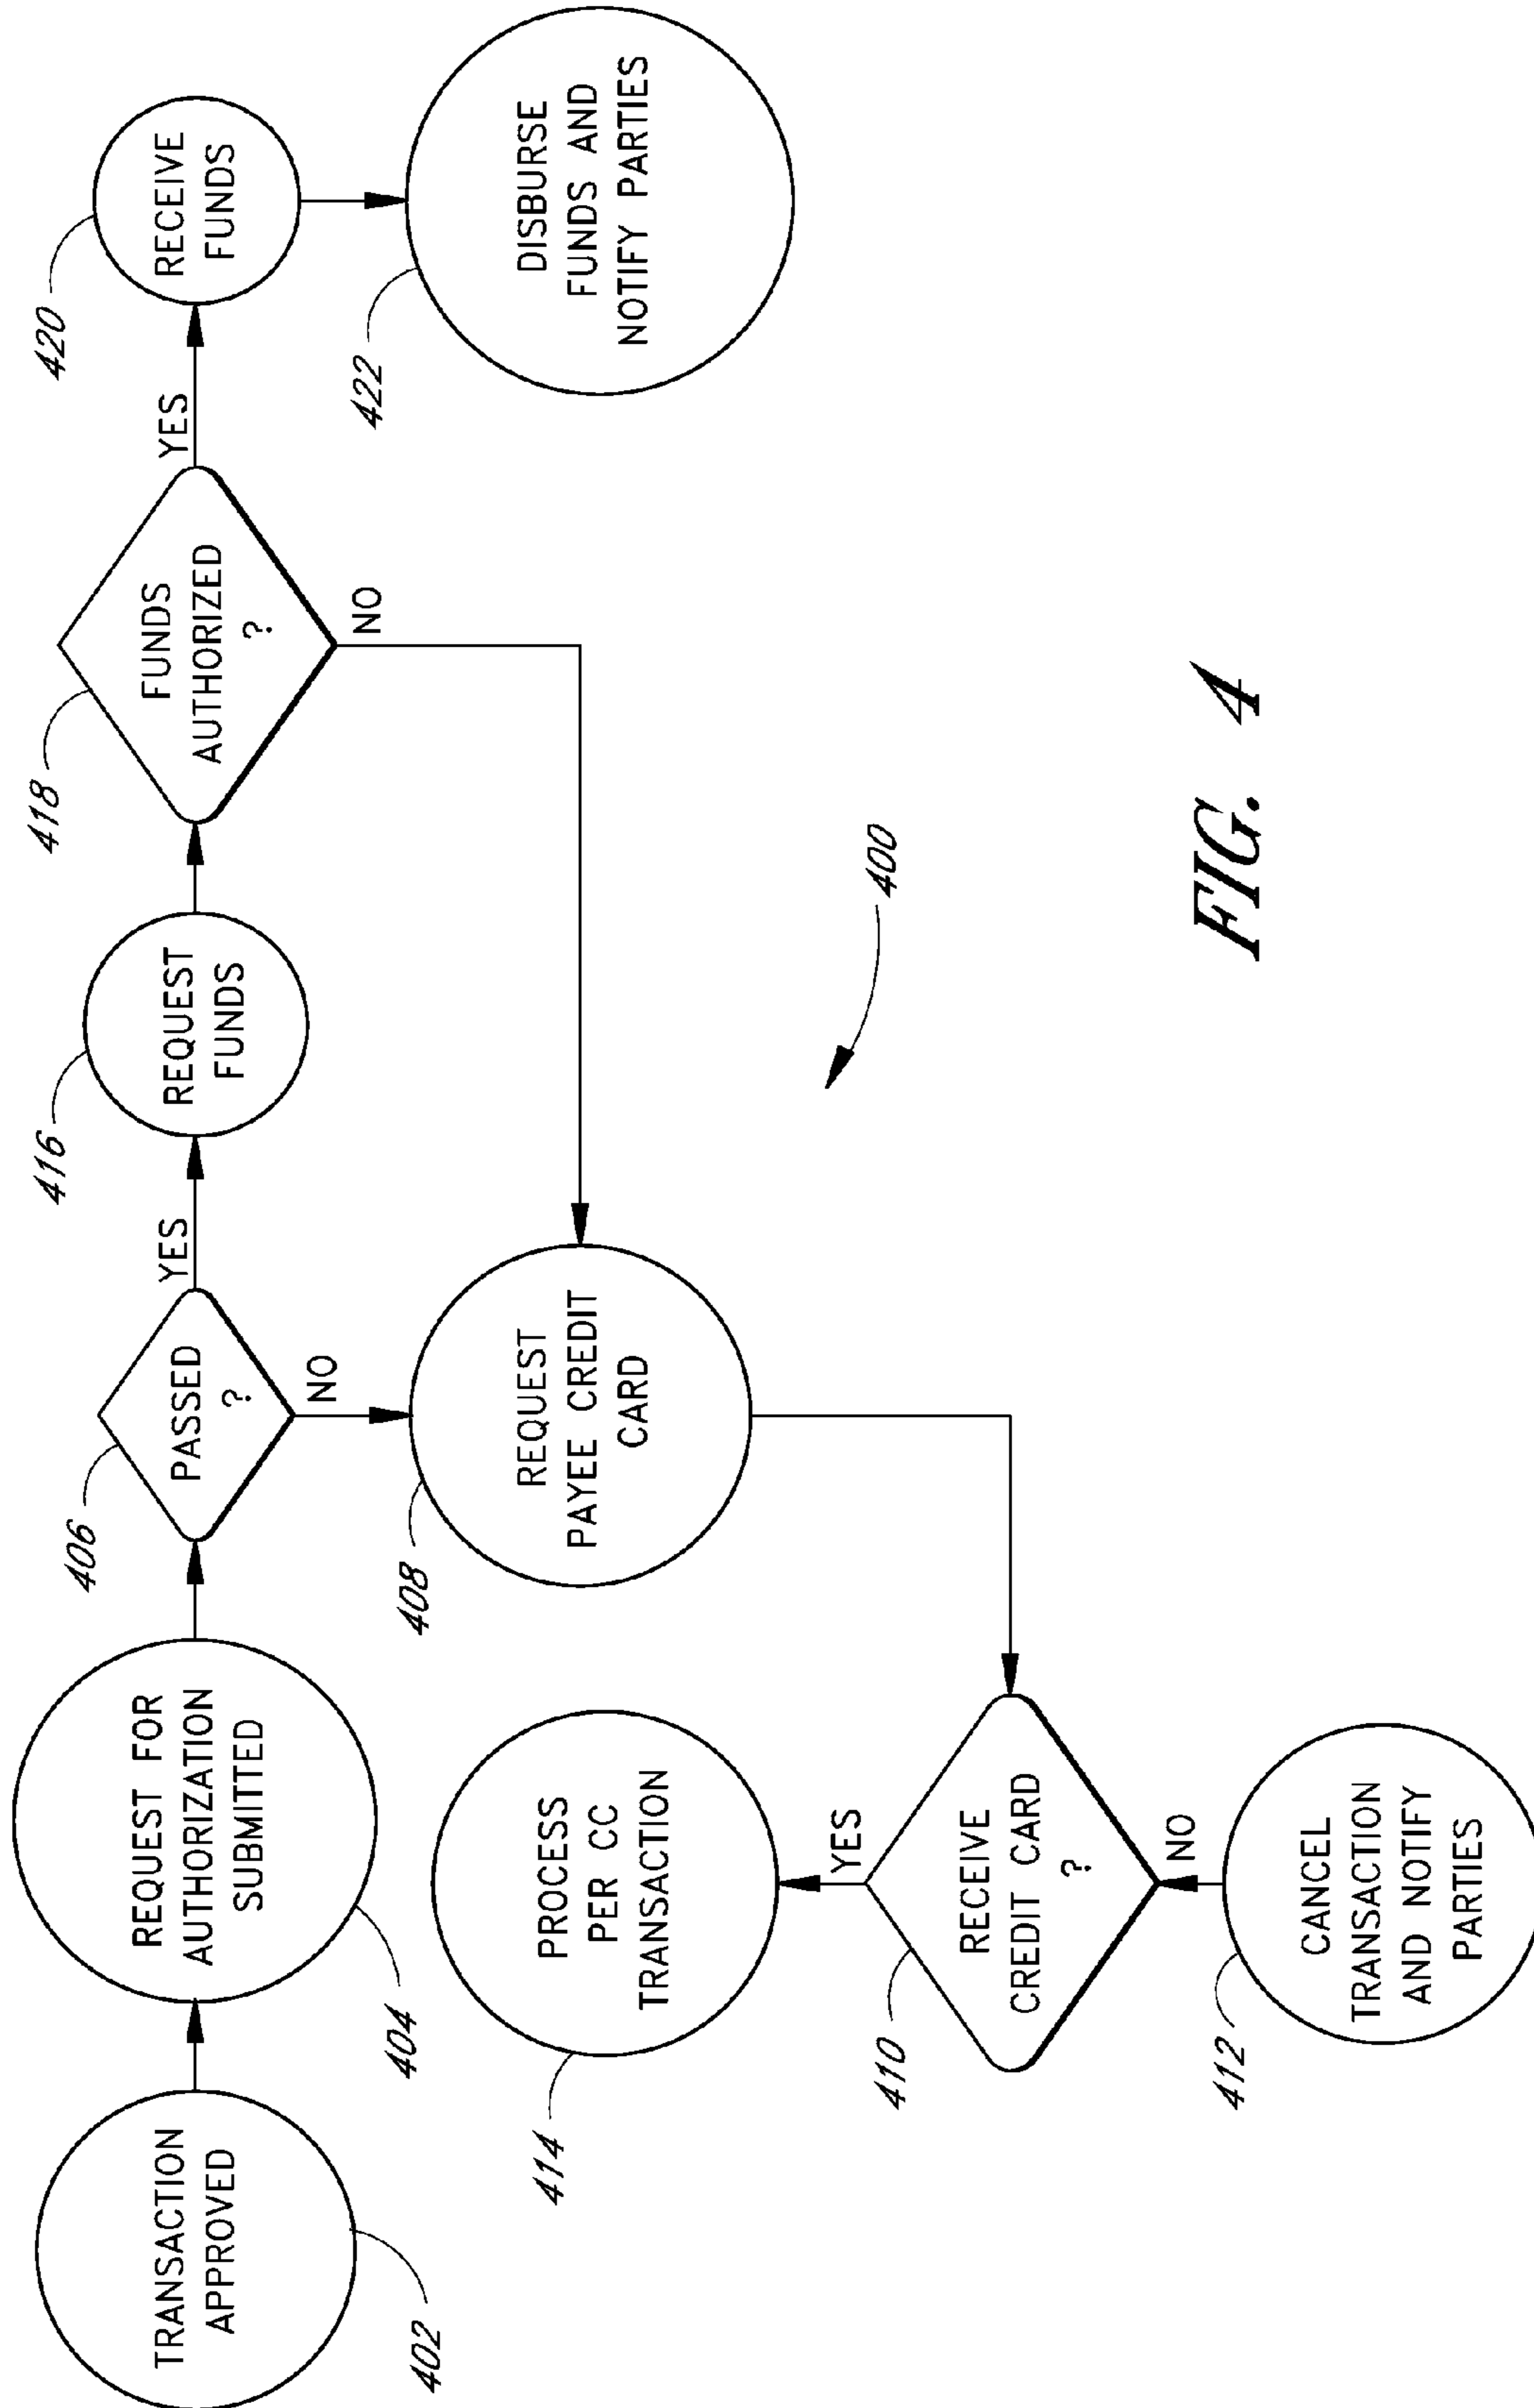 402
TRANSACTION
APPROVED
404
REQUEST FOR
AUTHORIZATION
SUBMITTED
406
PASSED
?
YES
NO
416
REQUEST
FUNDS
418
FUNDS
AUTHORIZED
?
YES
NO
420
RECEIVE
FUNDS
422
DISBURSE
FUNDS AND
NOTIFY PARTIES
408
REQUEST
PAYEE CREDIT
CARD
414
PROCESS
PER CC
TRANSACTION
YES
410
RECEIVE
CREDIT CARD
?
NO
412
CANCEL
TRANSACTION
AND NOTIFY
PARTIES
400
FIG. 4